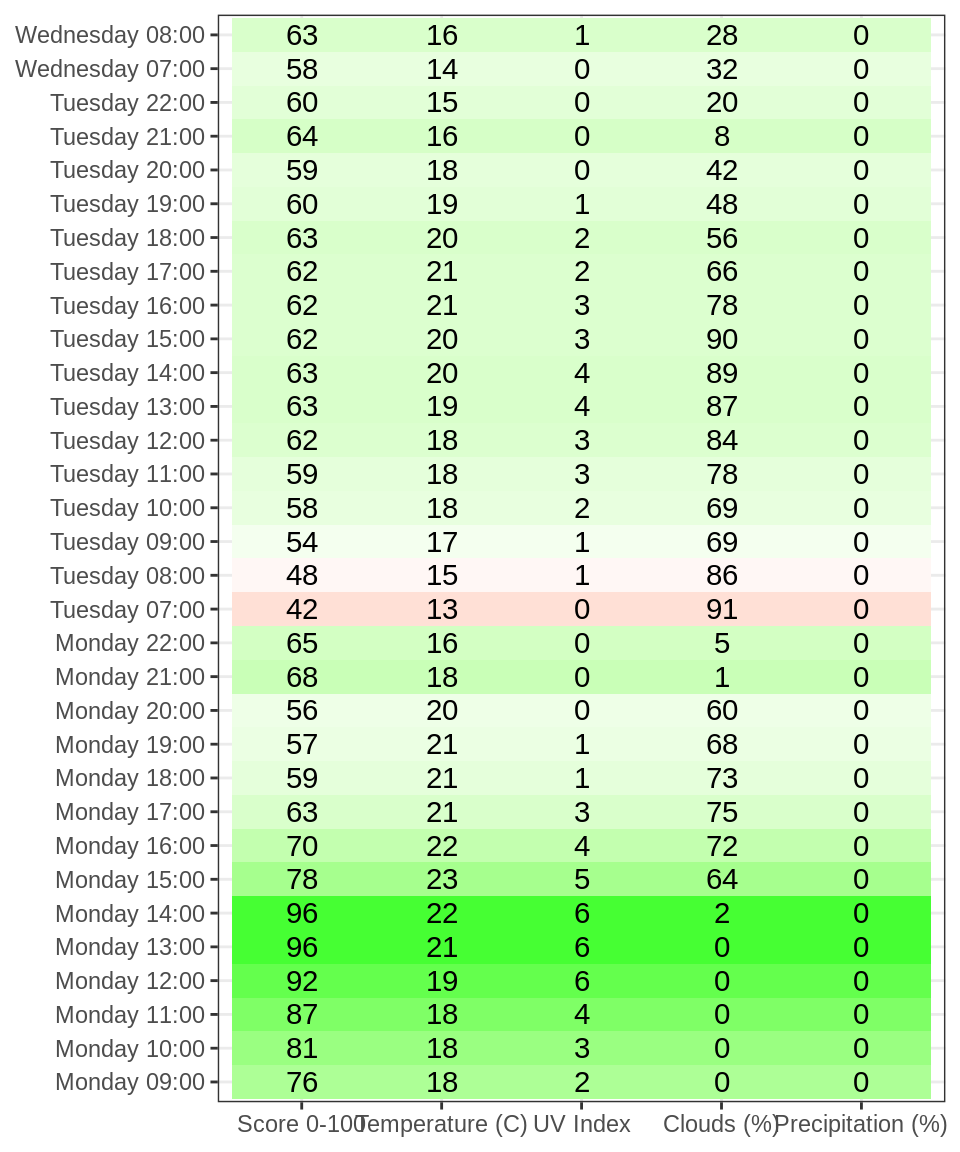 Wednesday 08:00 63 16 1 28 0
Wednesday 07:00 58 14 0 32 0
Tuesday 22:00 60 15 0 20 0
Tuesday 21:00 64 16 0 8 0
Tuesday 20:00 59 18 0 42 0
Tuesday 19:00 60 19 1 48 0
Tuesday 18:00 63 20 2 56 0
Tuesday 17:00 62 21 2 66 0
Tuesday 16:00 62 21 3 78 0
Tuesday 15:00 62 20 3 90 0
Tuesday 14:00 63 20 4 89 0
Tuesday 13:00 63 19 4 87 0
Tuesday 12:00 62 18 3 84 0
Tuesday 11:00 59 18 3 78 0
Tuesday 10:00 58 18 2 69 0
Tuesday 09:00 54 17 1 69 0
Tuesday 08:00 48 15 1 86 0
Tuesday 07:00 42 13 0 91 0
Monday 22:00 65 16 0 5 0
Monday 21:00 68 18 0 1 0
Monday 20:00 56 20 0 60 0
Monday 19:00 57 21 1 68 0
Monday 18:00 59 21 1 73 0
Monday 17:00 63 21 3 75 0
Monday 16:00 70 22 4 72 0
Monday 15:00 78 23 5 64 0
Monday 14:00 96 22 6 2 0
Monday 13:00 96 21 6 0 0
Monday 12:00 92 19 6 0 0
Monday 11:00 87 18 4 0 0
Monday 10:00 81 18 3 0 0
Monday 09:00 76 18 2 0 0
Score 0-100 Temperature (C) UV Index Clouds (%) Precipitation (%)